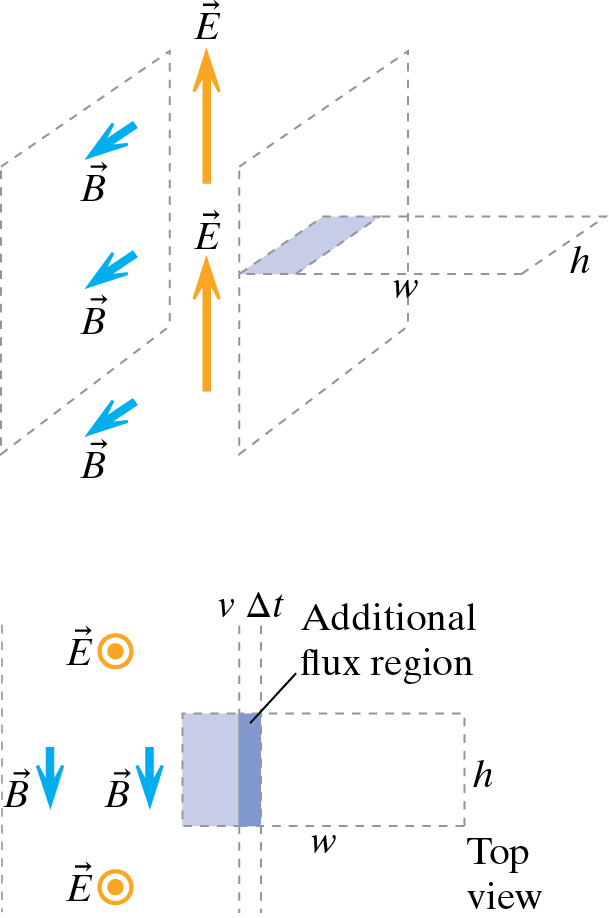 E⃗
B⃗
E⃗
h
w
B⃗
B⃗
v Δt
Additional
flux region
E⃗
B⃗
B⃗
h
w
Top
view
E⃗